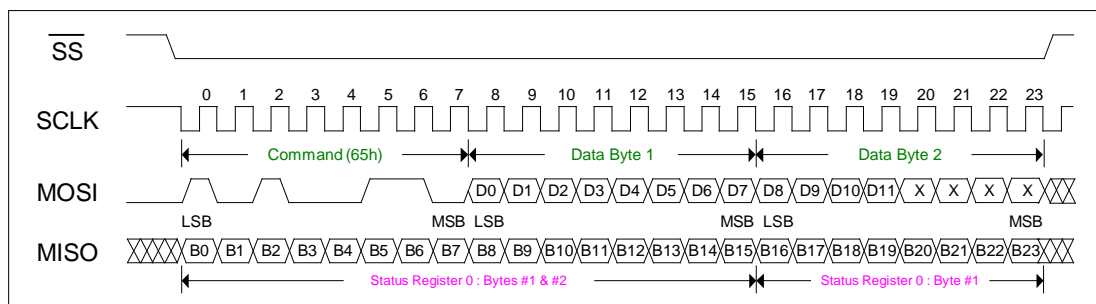 SS
0 1 2 3 4 5 6 7 8 9 10 11 12 13 14 15 16 17 18 19 20 21 22 23
SCLK
Command (65h) Data Byte 1 Data Byte 2
MOSI D0 D1 D2 D3 D4 D5 D6 D7 D8 D9 D10 D11 X X X X
LSB MSB LSB MSB LSB MSB
MISO B0 B1 B2 B3 B4 B5 B6 B7 B8 B9 B10 B11 B12 B13 B14 B15 B16 B17 B18 B19 B20 B21 B22 B23
Status Register 0 : Bytes #1 & #2 Status Register 0 : Byte #1